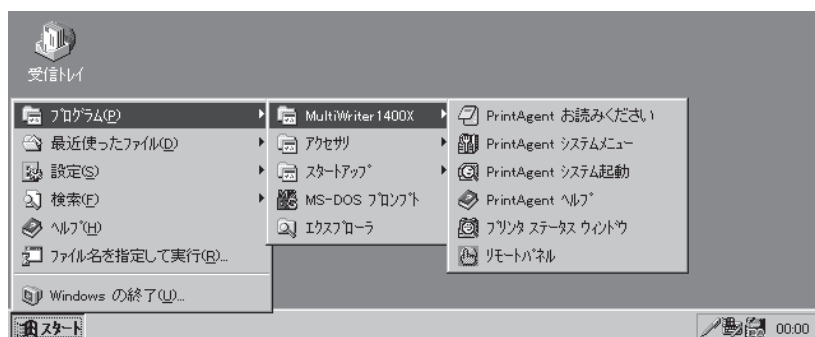 受信トレイ
プログラム(P)
最近使ったファイル(D)
設定(S)
検索(F)
ヘルプ(H)
ファイル名を指定して実行(R)...
Windows の終了(U)...
MultiWriter1400X
アクセサリ
スタートアップ
MS-DOS プロンプト
エクスプローラ
PrintAgent お読みください
PrintAgent システムメニュー
PrintAgent システム起動
PrintAgent ヘルプ
プリンタ ステータス ウィンドウ
リモートパネル
スタート
00:00